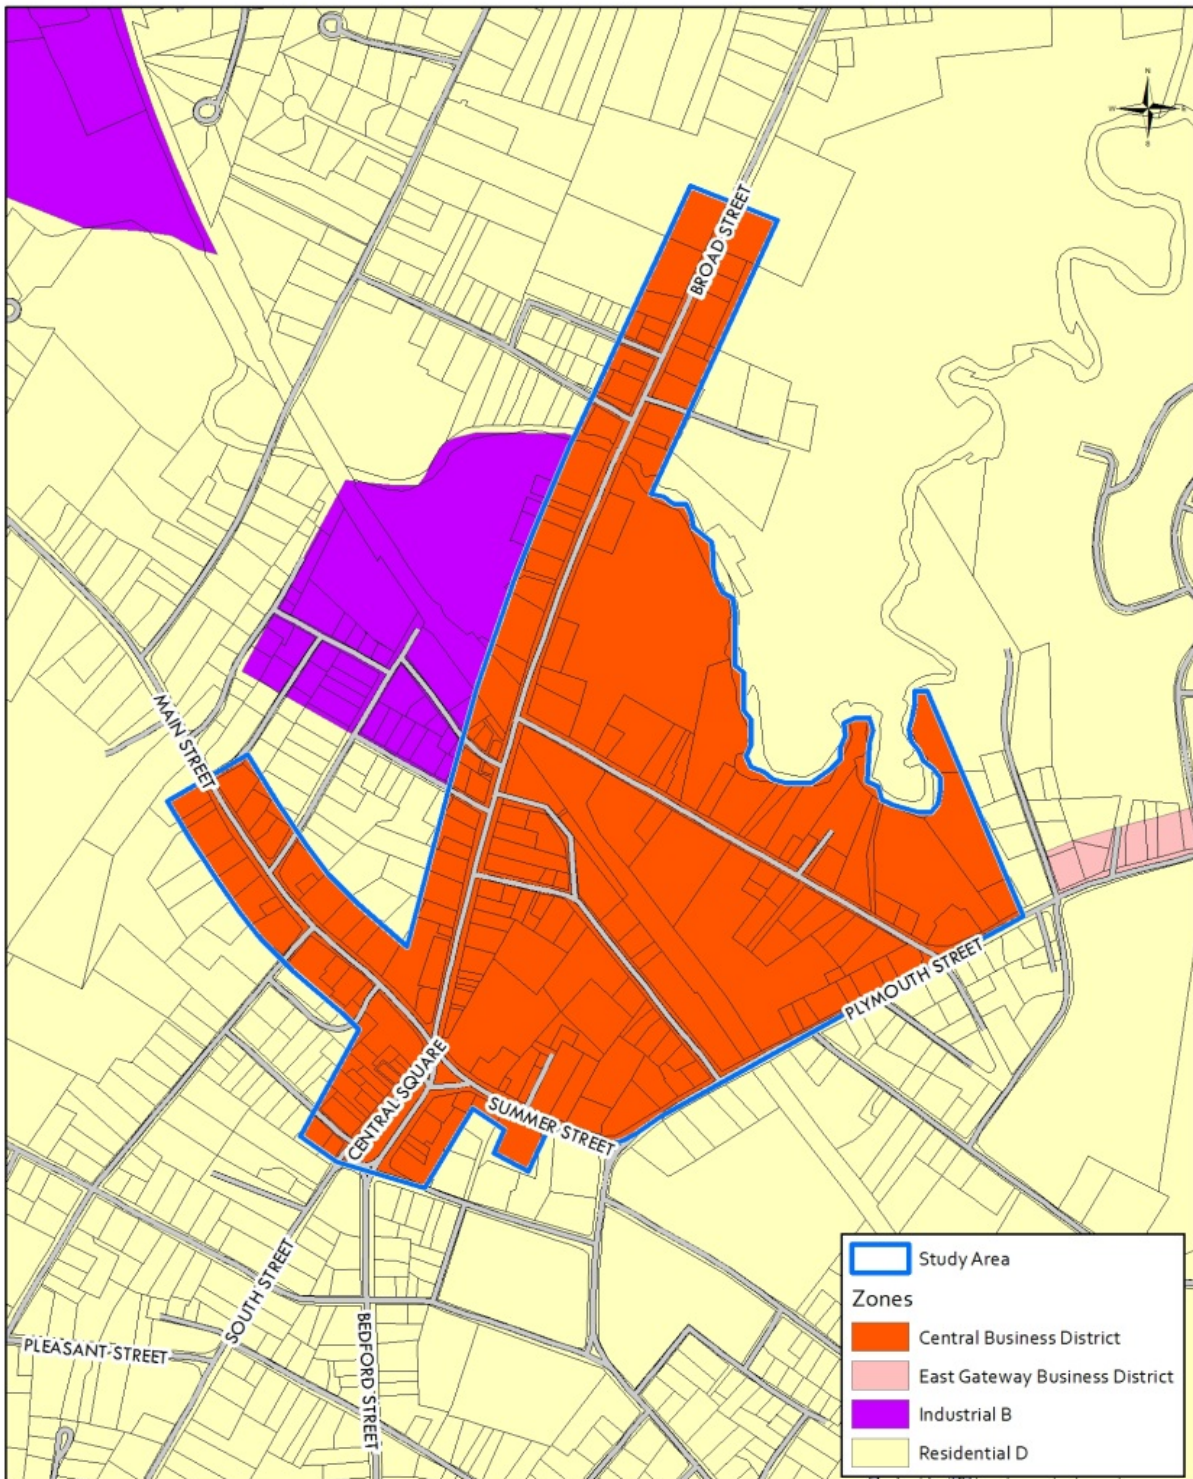 N
W
E
S
BROAD STREET
MAIN STREET
PLYMOUTH STREET
CENTRAL SQUARE
SUMMER STREET
SOUTH STREET
BEDFORD STREET
PLEASANT STREET
Study Area
Zones
Central Business District
East Gateway Business District
Industrial B
Residential D